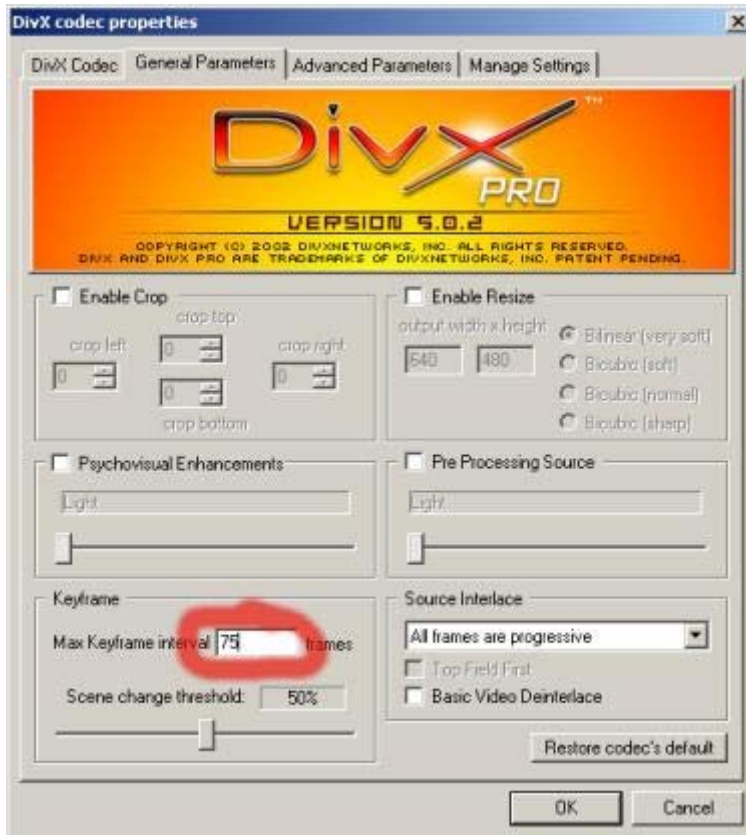 DivX codec properties
DivX Codec
General Parameters
Advanced Parameters
Manage Settings
DivX
TM
PRO
VERSION 5.0.2
COPYRIGHT (C) 2002 DIVXNETWORKS, INC. ALL RIGHTS RESERVED.
DIVX AND DIVX PRO ARE TRADEMARKS OF DIVXNETWORKS, INC. PATENT PENDING.
Enable Crop
crop top
crop left
0
0
crop right
0
0
crop bottom
Enable Resize
output width x height
640
480
Bilinear (very soft)
Bicubic (soft)
Bicubic (normal)
Bicubic (sharp)
Psychovisual Enhancements
Light
Pre Processing Source
Light
Keyframe
Max Keyframe interval 75 frames
Scene change threshold: 50%
Source Interlace
All frames are progressive
Top Field First
Basic Video Deinterlace
Restore codec's default
OK
Cancel